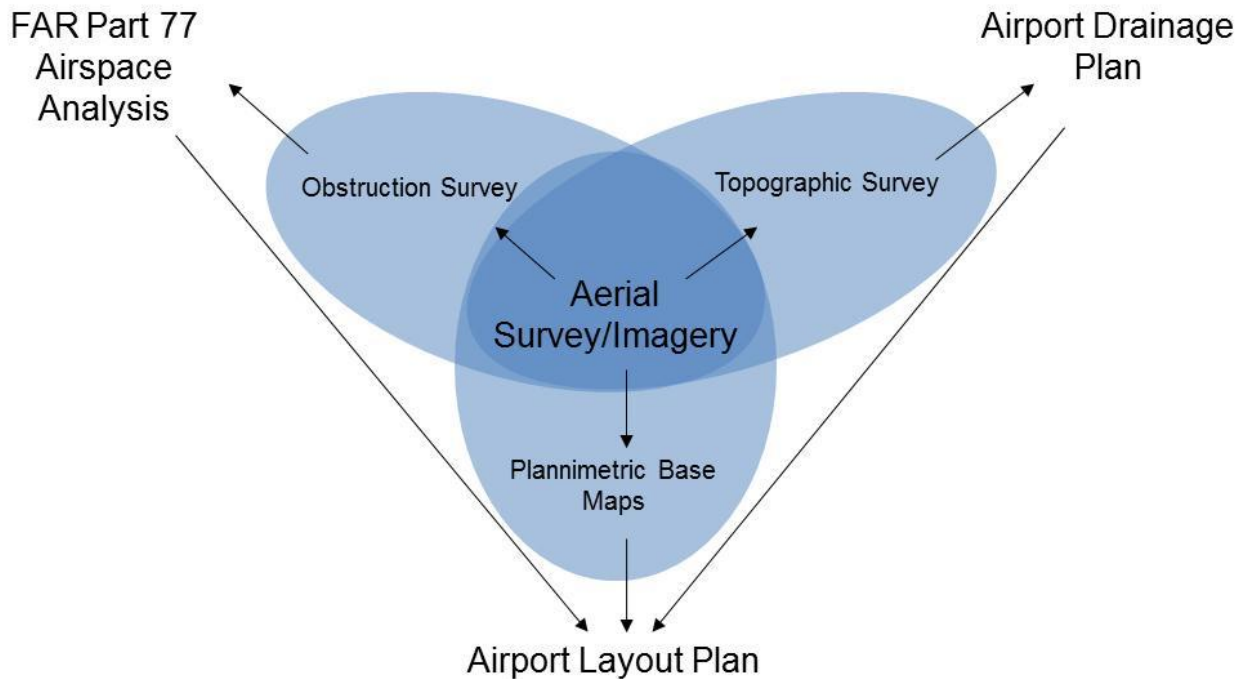 FAR Part 77
Airspace
Analysis
Airport Drainage
Plan
Obstruction Survey
Topographic Survey
Aerial
Survey/Imagery
Plannimetric Base
Maps
Airport Layout Plan